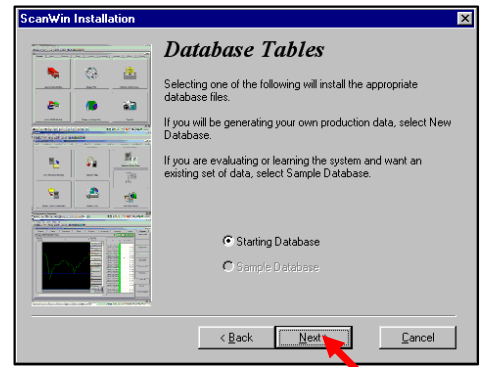 ScanWin Installation
Database Tables
Selecting one of the following will install the appropriate
database files.
If you will be generating your own production data, select New
Database.
If you are evaluating or learning the system and want an
existing set of data, select Sample Database.
Starting Database
Sample Database
< Back
Next
Cancel